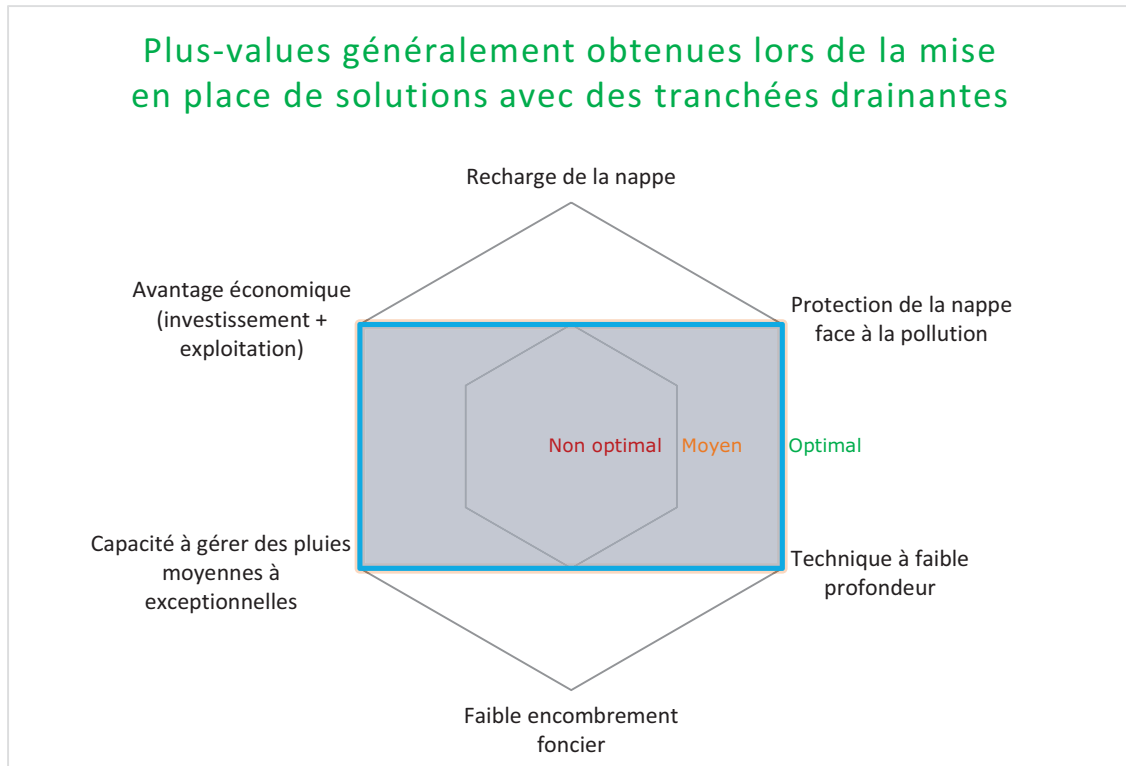 Plus-values généralement obtenues lors de la mise
en place de solutions avec des tranchées drainantes
Recharge de la nappe
Avantage économique
(investissement +
exploitation)
Protection de la nappe
face à la pollution
Non optimal
Moyen
Optimal
Capacité à gérer des pluies
moyennes à
exceptionnelles
Technique à faible
profondeur
Faible encombrement
foncier